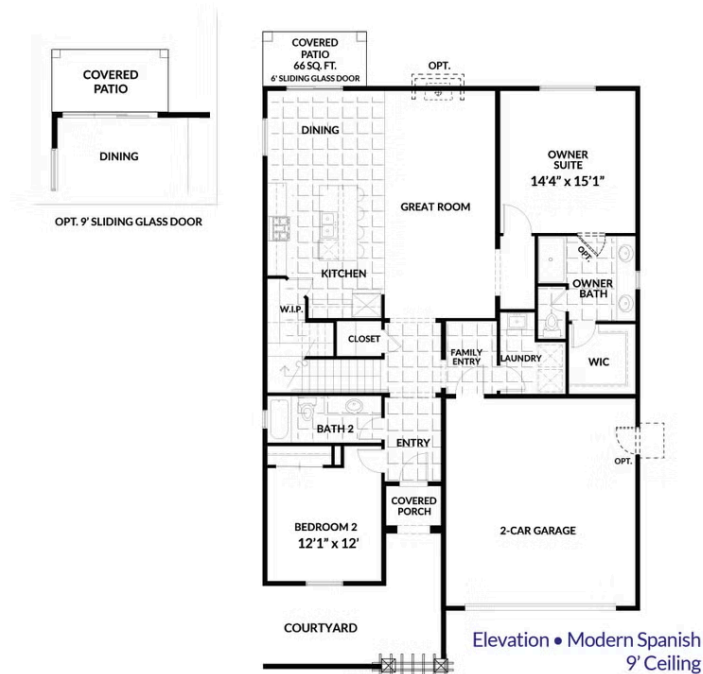 COVERED
PATIO
DINING
OPT. 9' SLIDING GLASS DOOR
COVERED
PATIO
66 SQ. FT.
6' SLIDING GLASS DOOR
OPT.
DINING
OWNER
SUITE
14'4" x 15'1"
GREAT ROOM
KITCHEN
OPT.
OWNER
BATH
W.I.P.
CLOSET
FAMILY
ENTRY
LAUNDRY
WIC
BATH 2
ENTRY
OPT.
COVERED
PORCH
BEDROOM 2
12'1" x 12'
2-CAR GARAGE
COURTYARD
Elevation • Modern Spanish
9' Ceiling